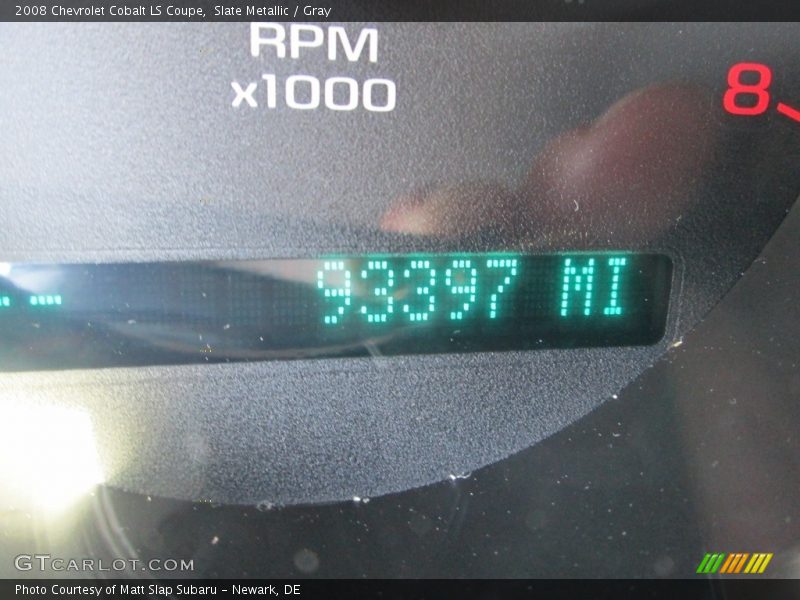 2008 Chevrolet Cobalt LS Coupe, Slate Metallic / Gray
RPM
x1000
8
93397 MI
GTCARLOT.COM
Photo Courtesy of Matt Slap Subaru - Newark, DE